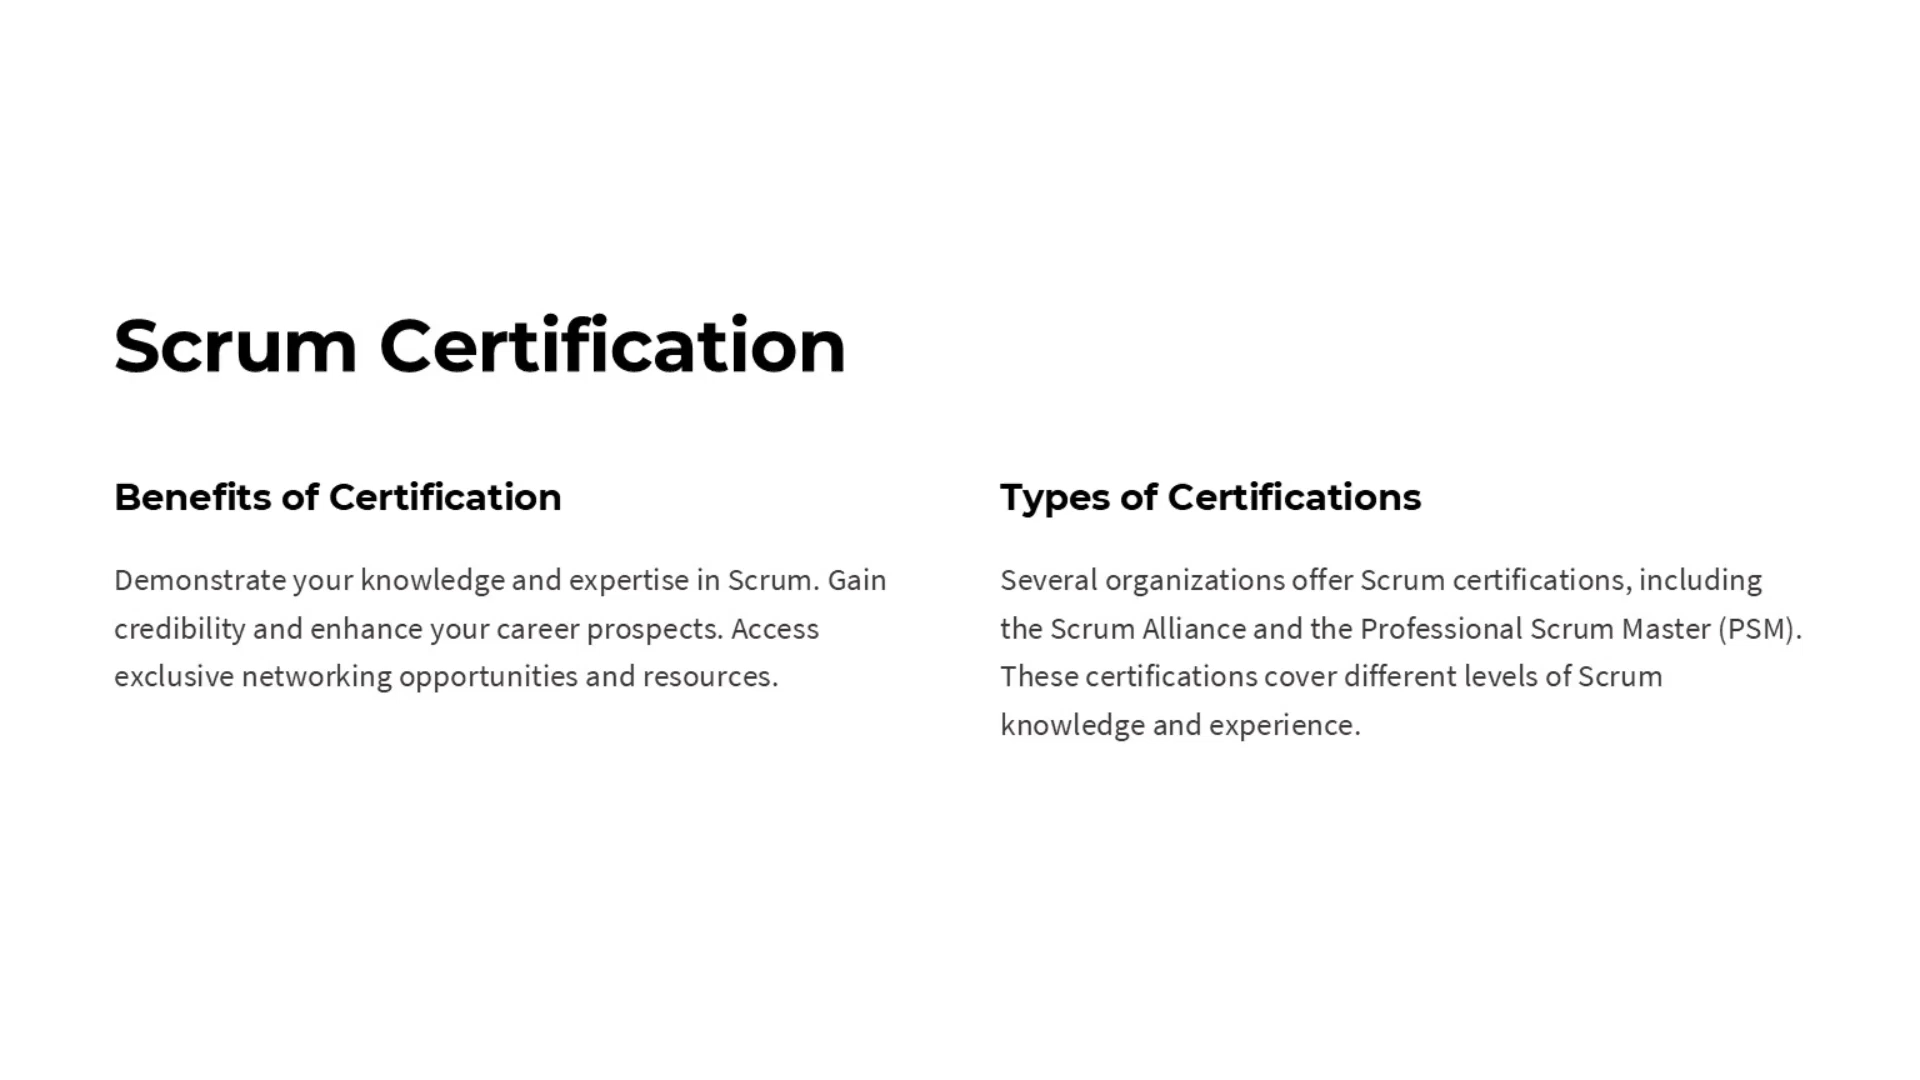 Scrum Certification
Benefits of Certification
Demonstrate your knowledge and expertise in Scrum. Gain
credibility and enhance your career prospects. Access
exclusive networking opportunities and resources.
Types of Certifications
Several organizations offer Scrum certifications, including
the Scrum Alliance and the Professional Scrum Master (PSM).
These certifications cover different levels of Scrum
knowledge and experience.